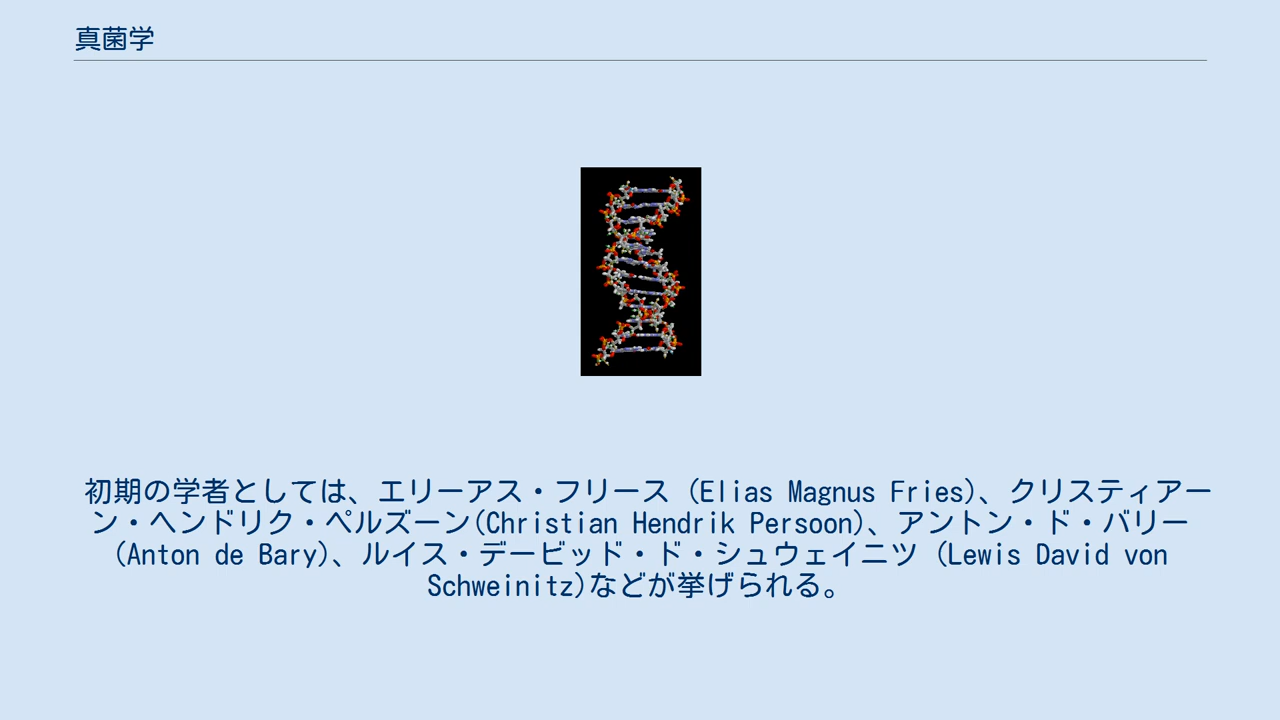 真菌学
初期の学者としては、エリーアス・フリース (Elias Magnus Fries)、クリスティアー
ン・ヘンドリク・ペルズーン(Christian Hendrik Persoon)、アントン・ド・バリー
(Anton de Bary)、ルイス・デービッド・ド・シュウェイニツ (Lewis David von
Schweinitz)などが挙げられる。